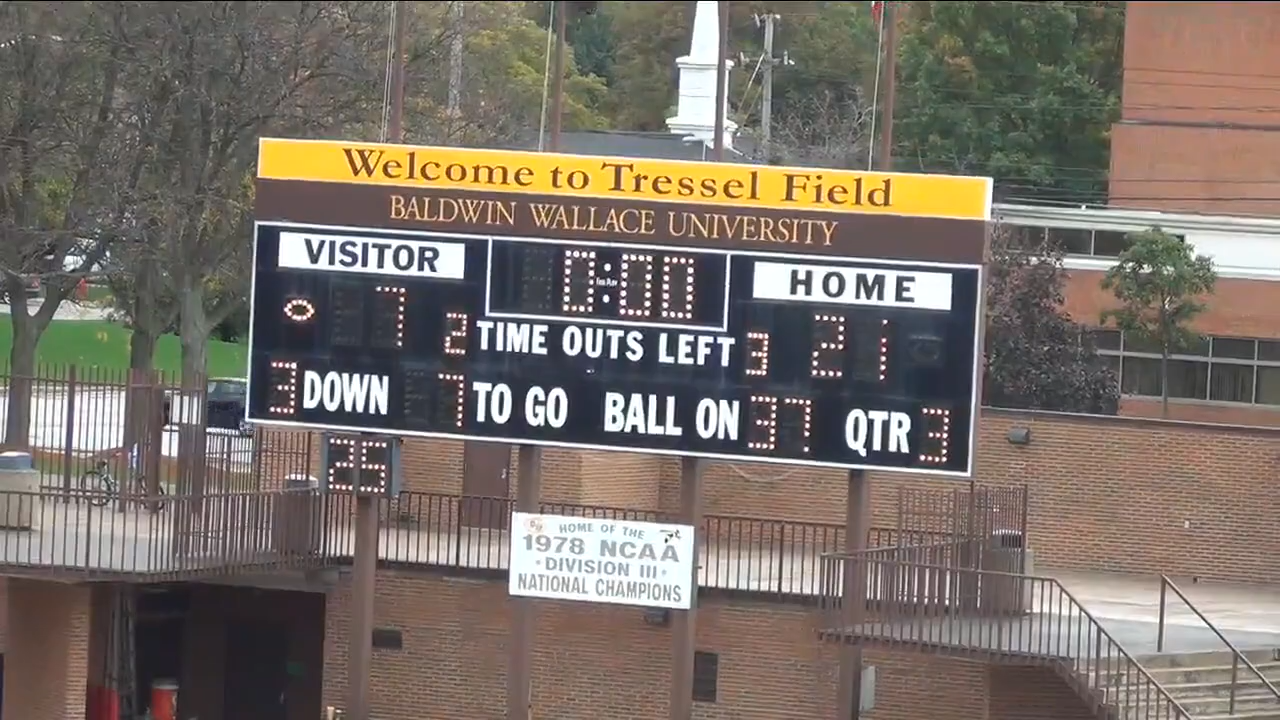 Welcome to Tressel Field
BALDWIN WALLACE UNIVERSITY
VISITOR 0:00 HOME
7 2 TIME OUTS LEFT 3 21
3 DOWN 7 TO GO BALL ON 37 QTR 3
25
HOME OF THE
1978 NCAA
DIVISION III
NATIONAL CHAMPIONS